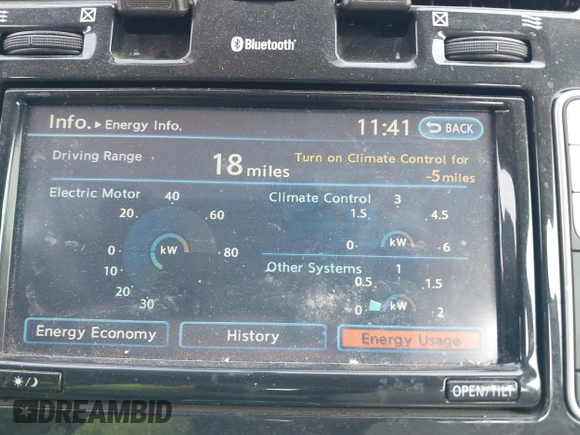 Bluetooth®
Info. ▸ Energy Info. 11:41 BACK
Driving Range 18 miles Turn on Climate Control for
-5 miles
Electric Motor 40 Climate Control 3
20 60 1.5 4.5
0 kW 80 0 kW 6
10 Other Systems 1
20 0.5 1.5
30 0 kW 2
Energy Economy History Energy Usage
OPEN/TILT
DREAMBID